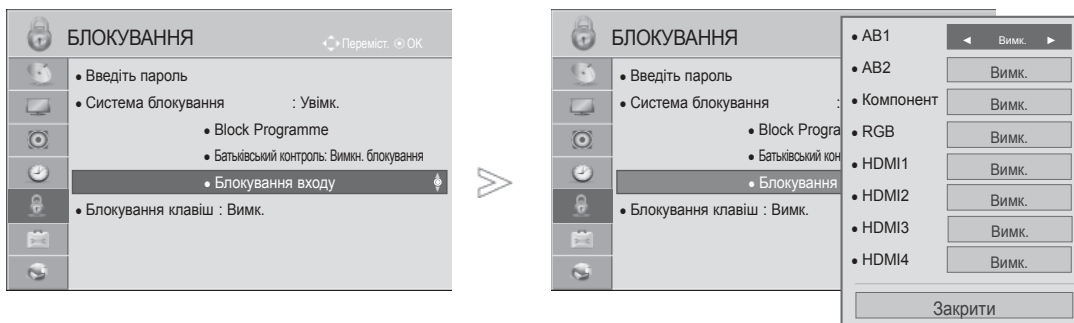 БЛОКУВАННЯ
Переміст. OK
• Введіть пароль
• Система блокування : Увімк.
• Block Programme
• Батьківський контроль: Вимкн. блокування
• Блокування входу
• Блокування клавіш : Вимк.
БЛОКУВАННЯ
• Введіть пароль
• Система блокування :
• Block Progra
• Батьківський кон
• Блокування
• Блокування клавіш : Вимк.
• АВ1 ◄ Вимк. ►
• АВ2 Вимк.
• Компонент Вимк.
• RGB Вимк.
• HDMI1 Вимк.
• HDMI2 Вимк.
• HDMI3 Вимк.
• HDMI4 Вимк.
Закрити